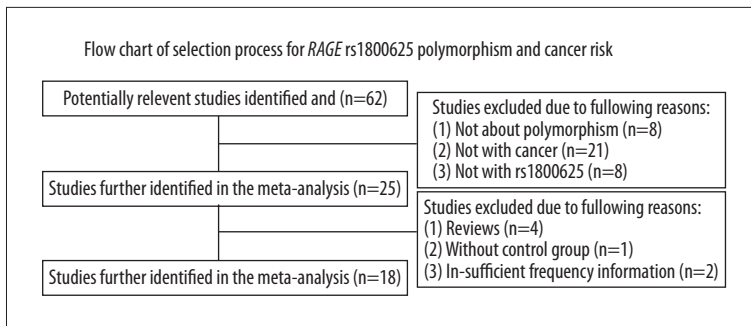 Flow chart of selection process for RAGE rs1800625 polymorphism and cancer risk
Potentially relevent studies identified and (n=62)
Studies excluded due to following reasons:
(1) Not about polymorphism (n=8)
(2) Not with cancer (n=21)
(3) Not with rs1800625 (n=8)
Studies further identified in the meta-analysis (n=25)
Studies excluded due to following reasons:
(1) Reviews (n=4)
(2) Without control group (n=1)
(3) In-sufficient frequency information (n=2)
Studies further identified in the meta-analysis (n=18)